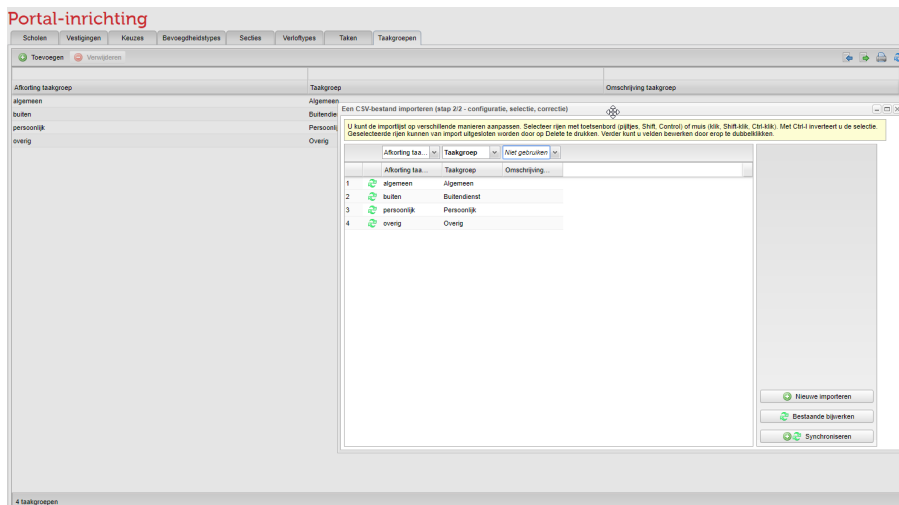 Portal-inrichting
Scholen Vestigingen Keuzes Bevoegdheidstypes Secties Verloftypes Taken Taakgroepen
Toevoegen Verwijderen
Afkorting taakgroep Taakgroep Omschrijving taakgroep
algemeen Algemeen
buiten Buitendie
persoonlijk Persoonlij
overig Overig
Een CSV-bestand importeren (stap 2/2 - configuratie, selectie, correctie)
U kunt de importlijst op verschillende manieren aanpassen. Selecteer rijen met toetsenbord (pijltjes, Shift, Control) of muis (klik, Shift-klik, Ctrl-klik). Met Ctrl-I inverteert u de selectie.
Geselecteerde rijen kunnen van import uitgesloten worden door op Delete te drukken. Verder kunt u velden bewerken door erop te dubbelklikken.
Afkorting taa... Taakgroep Niet gebruiken
Afkorting taa... Taakgroep Omschrijving...
1 algemeen Algemeen
2 buiten Buitendienst
3 persoonlijk Persoonlijk
4 overig Overig
Nieuwe importeren
Bestaande bijwerken
Synchroniseren
4 taakgroepen